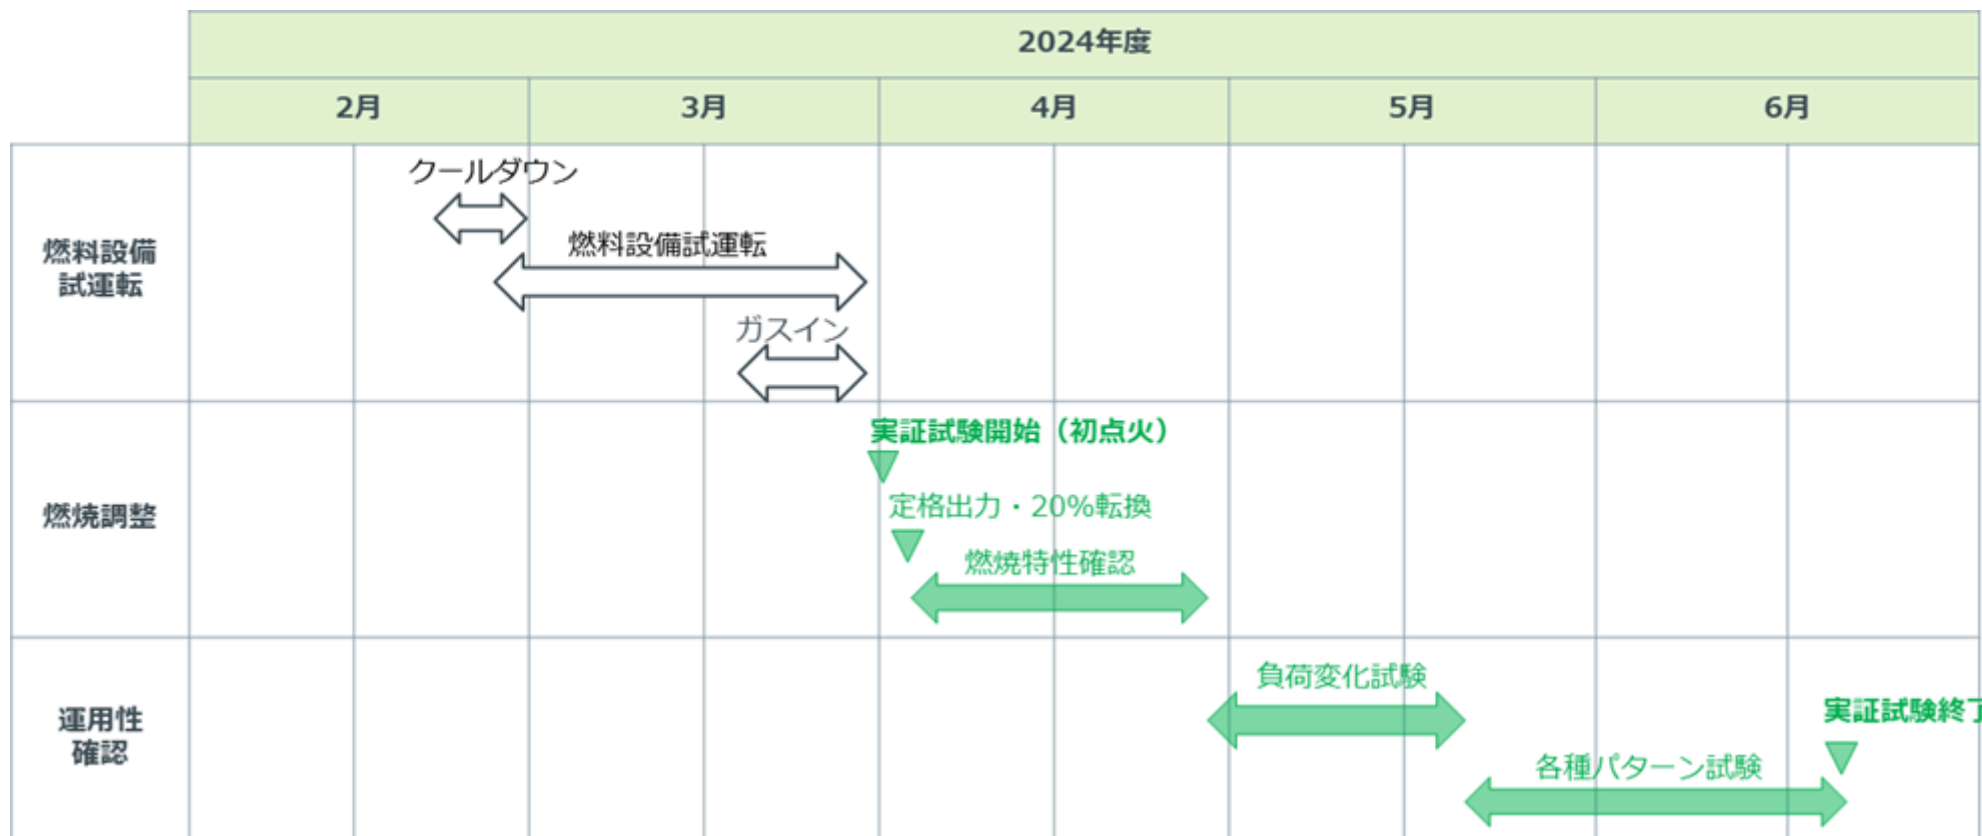 2024年度
2月
3月
4月
5月
6月
燃料設備
試運転
クールダウン
燃料設備試運転
ガスイン
燃焼調整
実証試験開始（初点火）
定格出力・20%転換
燃焼特性確認
運用性
確認
負荷変化試験
実証試験終了
各種パターン試験